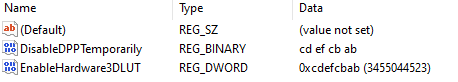 Name Type Data
(Default) REG_SZ (value not set)
DisableDPPTemporarily REG_BINARY cd ef cb ab
EnableHardware3DLUT REG_DWORD 0xcdefcbab (3455044523)